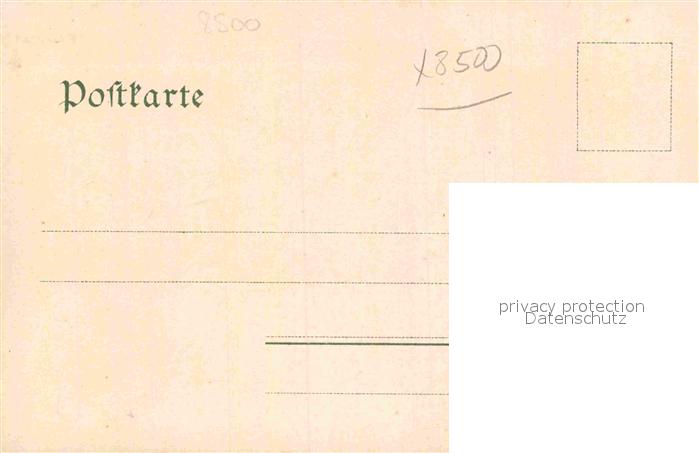 8500
x8500
Postkarte
privacy protection
Datenschutz